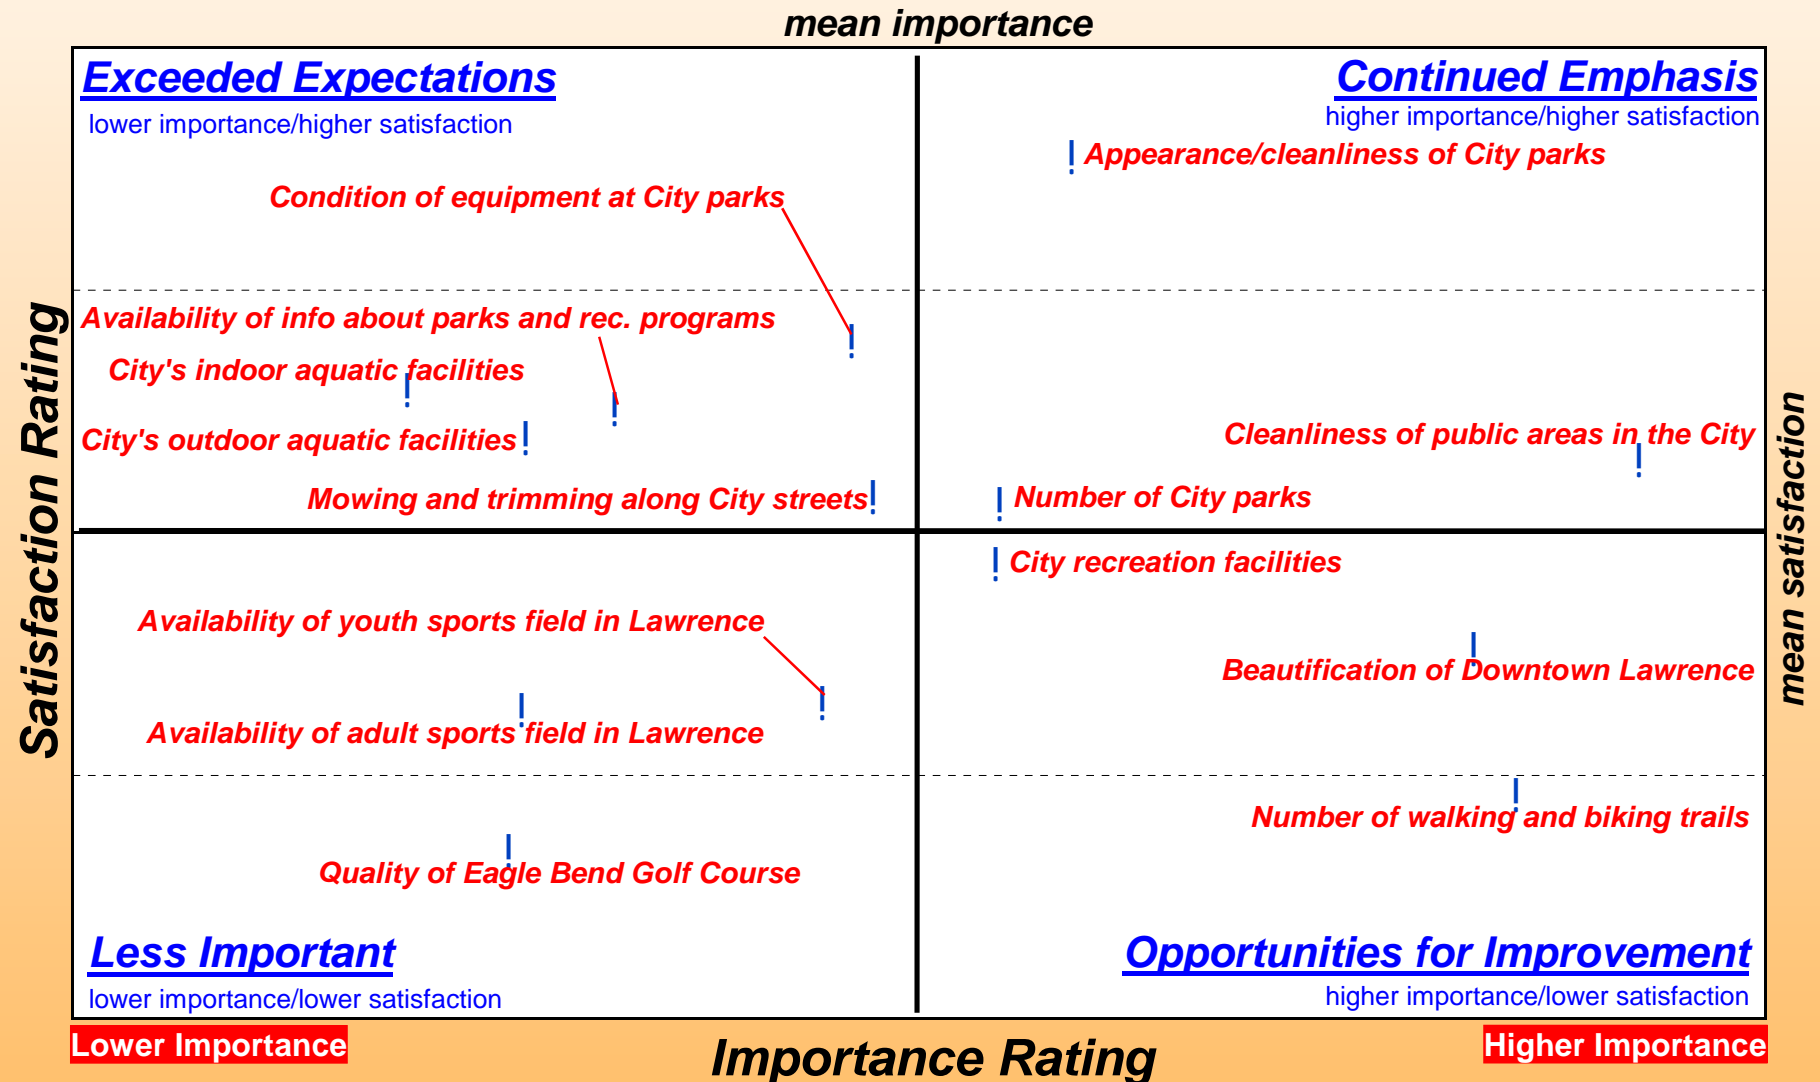 mean importance
Exceeded Expectations
lower importance/higher satisfaction
Continued Emphasis
higher importance/higher satisfaction
Appearance/cleanliness of City parks
Condition of equipment at City parks
Availability of info about parks and rec. programs
City's indoor aquatic facilities
City's outdoor aquatic facilities
Cleanliness of public areas in the City
Mowing and trimming along City streets
Number of City parks
Satisfaction Rating
mean satisfaction
City recreation facilities
Availability of youth sports field in Lawrence
Beautification of Downtown Lawrence
Availability of adult sports field in Lawrence
Number of walking and biking trails
Quality of Eagle Bend Golf Course
Less Important
lower importance/lower satisfaction
Opportunities for Improvement
higher importance/lower satisfaction
Lower Importance
Importance Rating
Higher Importance